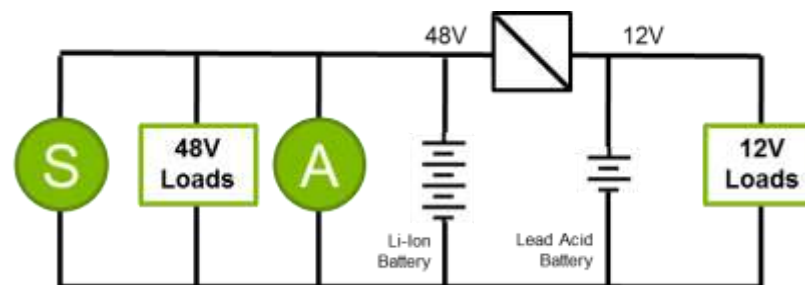 48V
12V
S
48V
Loads
A
12V
Loads
Li-Ion
Battery
Lead Acid
Battery